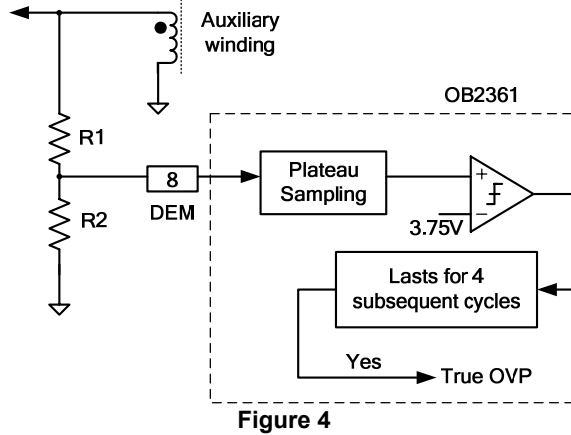 Auxiliary
winding
OB2361
R1
Plateau
Sampling
+
8
DEM
R2
3.75V
−
Lasts for 4
subsequent cycles
Yes
True OVP
Figure 4